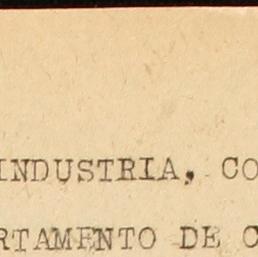 INDUSTRIA, CO
RTAMENTO DE C